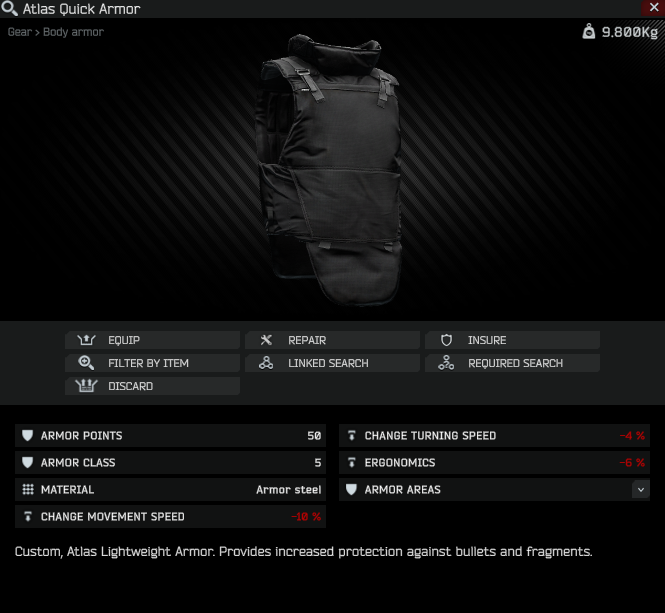 Atlas Quick Armor
Gear > Body armor
9.800Kg
EQUIP
REPAIR
INSURE
FILTER BY ITEM
LINKED SEARCH
REQUIRED SEARCH
DISCARD
ARMOR POINTS 50
CHANGE TURNING SPEED -4 %
ARMOR CLASS 5
ERGONOMICS -6 %
MATERIAL Armor steel
ARMOR AREAS
CHANGE MOVEMENT SPEED -10 %
Custom, Atlas Lightweight Armor. Provides increased protection against bullets and fragments.